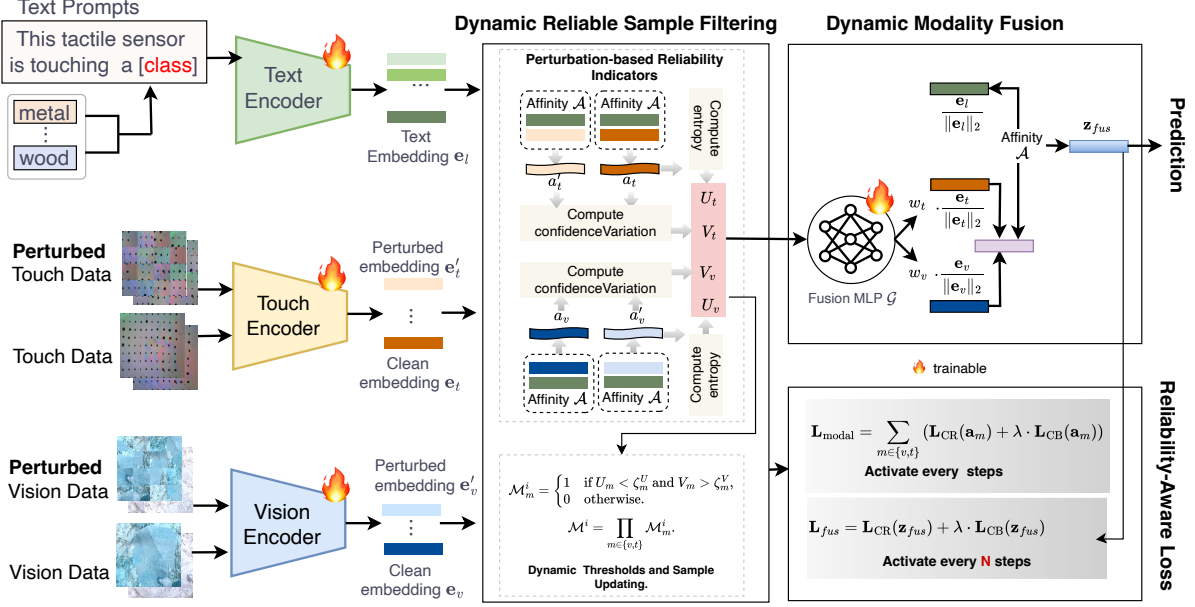 Text Prompts
This tactile sensor
is touching a [class]
metal
⋮
wood
Text
Encoder
...
Text
Embedding e_l
Perturbed
Touch Data
Touch Data
Touch
Encoder
Perturbed
embedding e'_t
⋮
Clean
embedding e_t
Perturbed
Vision Data
Vision Data
Vision
Encoder
Perturbed
embedding e'_v
⋮
Clean
embedding e_v
Dynamic Reliable Sample Filtering
Perturbation-based Reliability
Indicators
Affinity 𝒜
Affinity 𝒜
Compute
entropy
a'_t
a_t
Compute
confidenceVariation
U_t
V_t
V_v
U_v
Compute
confidenceVariation
a_v
a'_v
Affinity 𝒜
Affinity 𝒜
Compute
entropy
ℳ_m^i = { 1 if U_m < ζ_m^U and V_m > ζ_m^V,
0 otherwise.
ℳ^i = ∏_{m∈{v,t}} ℳ_m^i.
Dynamic Thresholds and Sample
Updating.
Dynamic Modality Fusion
e_l / ‖e_l‖_2
Affinity
𝒜
z_fus
w_t · e_t / ‖e_t‖_2
w_v · e_v / ‖e_v‖_2
Fusion MLP 𝒢
Prediction
trainable
Reliability-Aware Loss
L_modal = ∑_{m∈{v,t}} (L_CR(a_m) + λ · L_CB(a_m))
Activate every steps
L_fus = L_CR(z_fus) + λ · L_CB(z_fus)
Activate every N steps